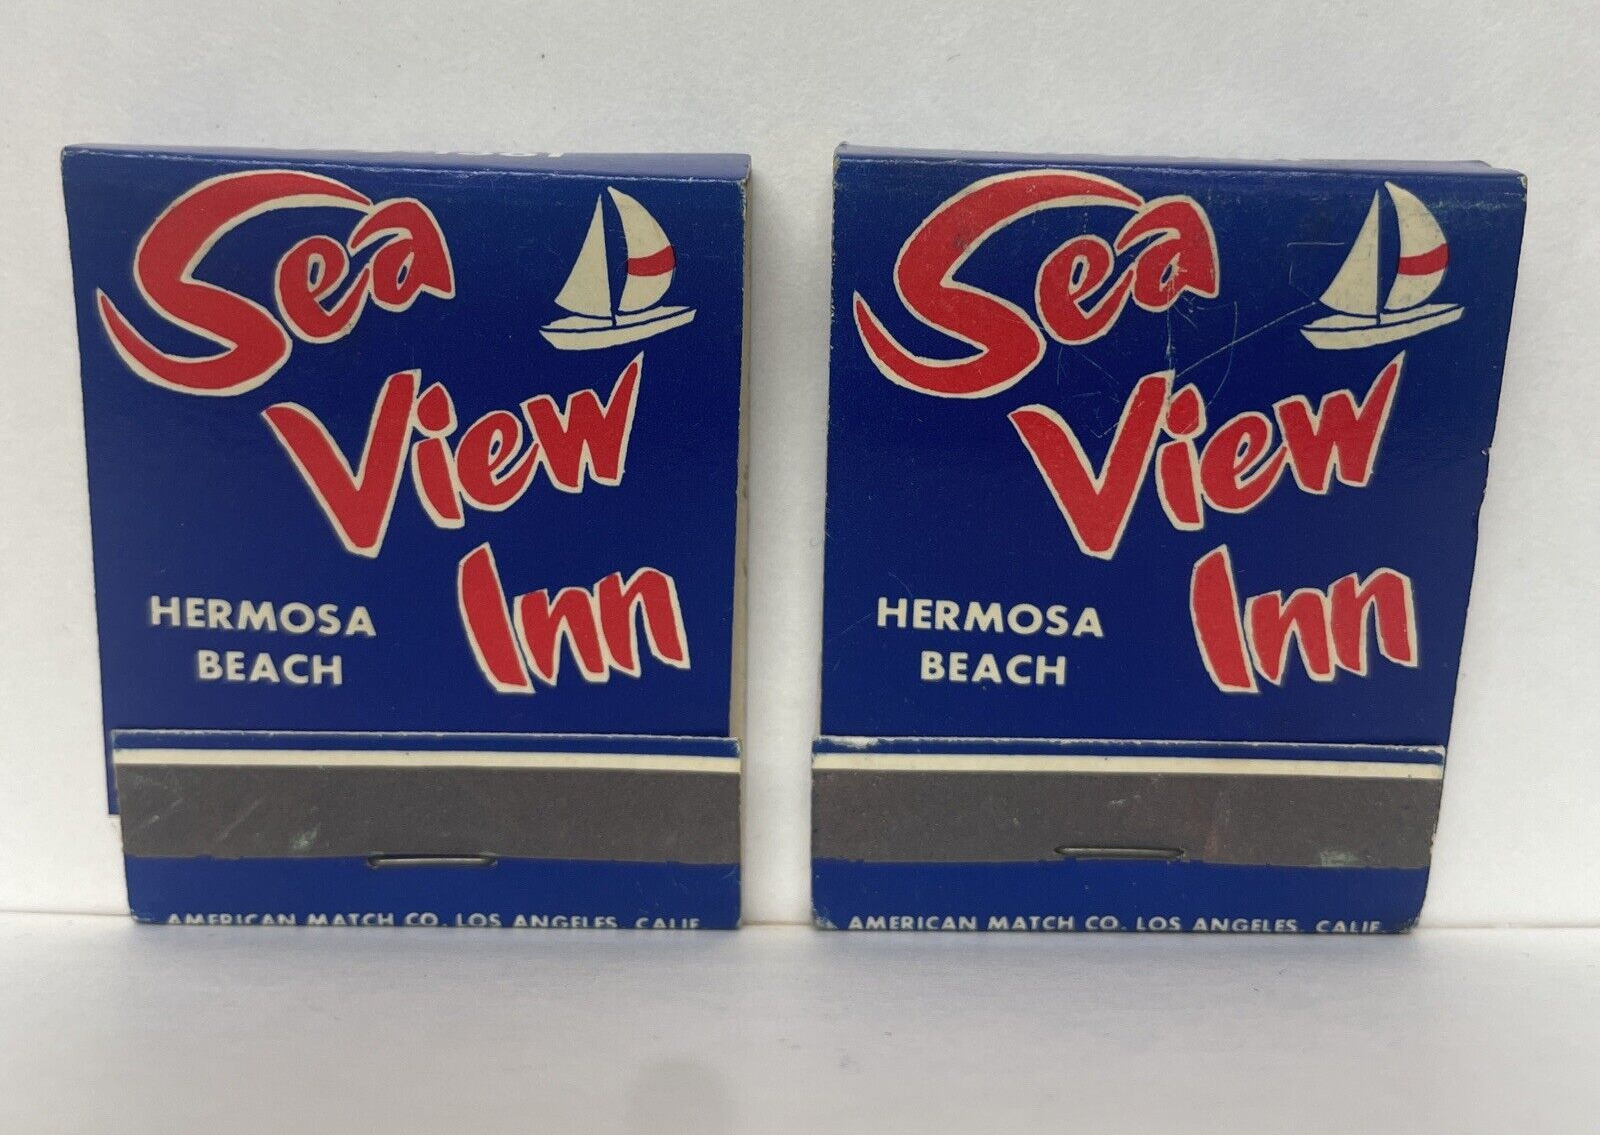 Sea
View
Inn
HERMOSA
BEACH
AMERICAN MATCH CO. LOS ANGELES, CALIF.
Sea
View
Inn
HERMOSA
BEACH
AMERICAN MATCH CO. LOS ANGELES, CALIF.